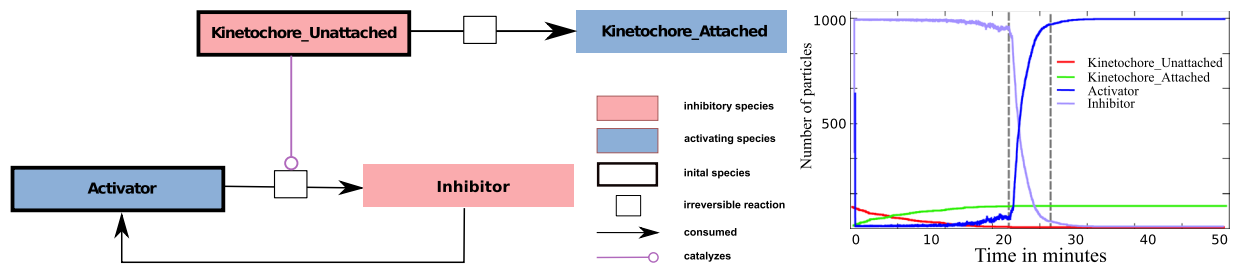 Kinetochore_Unattached
Kinetochore_Attached
Activator
Inhibitor
inhibitory species
activating species
inital species
irreversible reaction
consumed
catalyzes
Number of particles
1000
500
Kinetochore_Unattached
Kinetochore_Attached
Activator
Inhibitor
0 10 20 30 40 50
Time in minutes